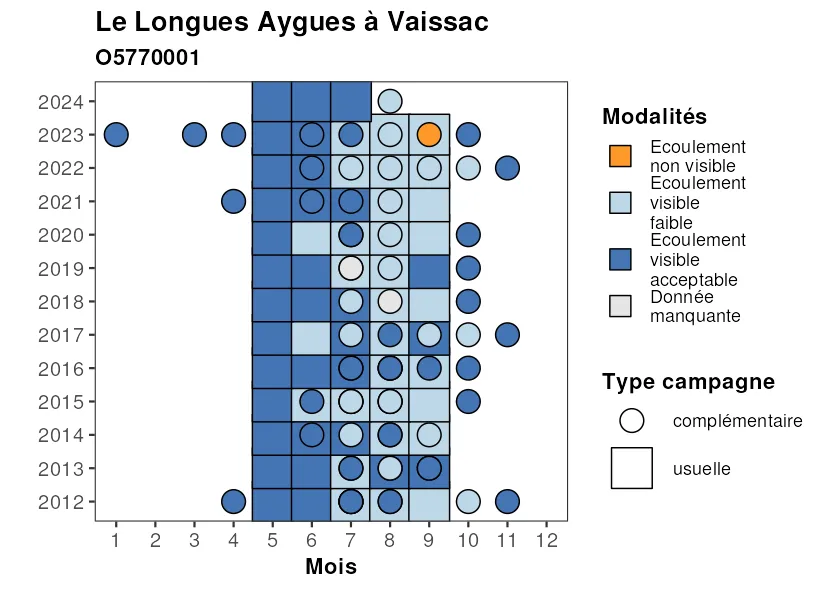 Le Longues Aygues à Vaissac
O5770001
2024
2023
2022
2021
2020
2019
2018
2017
2016
2015
2014
2013
2012
1 2 3 4 5 6 7 8 9 10 11 12
Mois
Modalités
Ecoulement
non visible
Ecoulement
visible
faible
Ecoulement
visible
acceptable
Donnée
manquante
Type campagne
complémentaire
usuelle